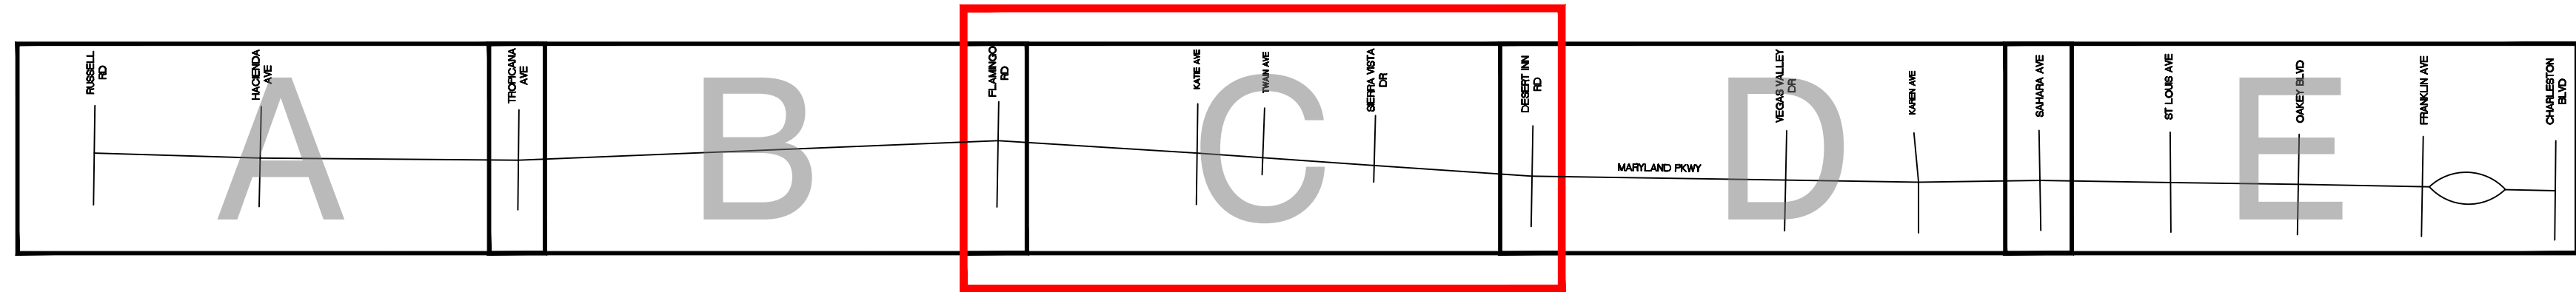 RUSSELL
RD
HACIENDA
AVE
A
TROPICANA
AVE
B
FLAMINGO
RD
KATIE AVE
TWAIN AVE
C
SIERRA VISTA
DR
DESERT INN
RD
MARYLAND PKWY
VEGAS VALLEY
DR
D
KAREN AVE
SAHARA AVE
ST LOUIS AVE
E
OAKEY BLVD
FRANKLIN AVE
CHARLESTON
BLVD